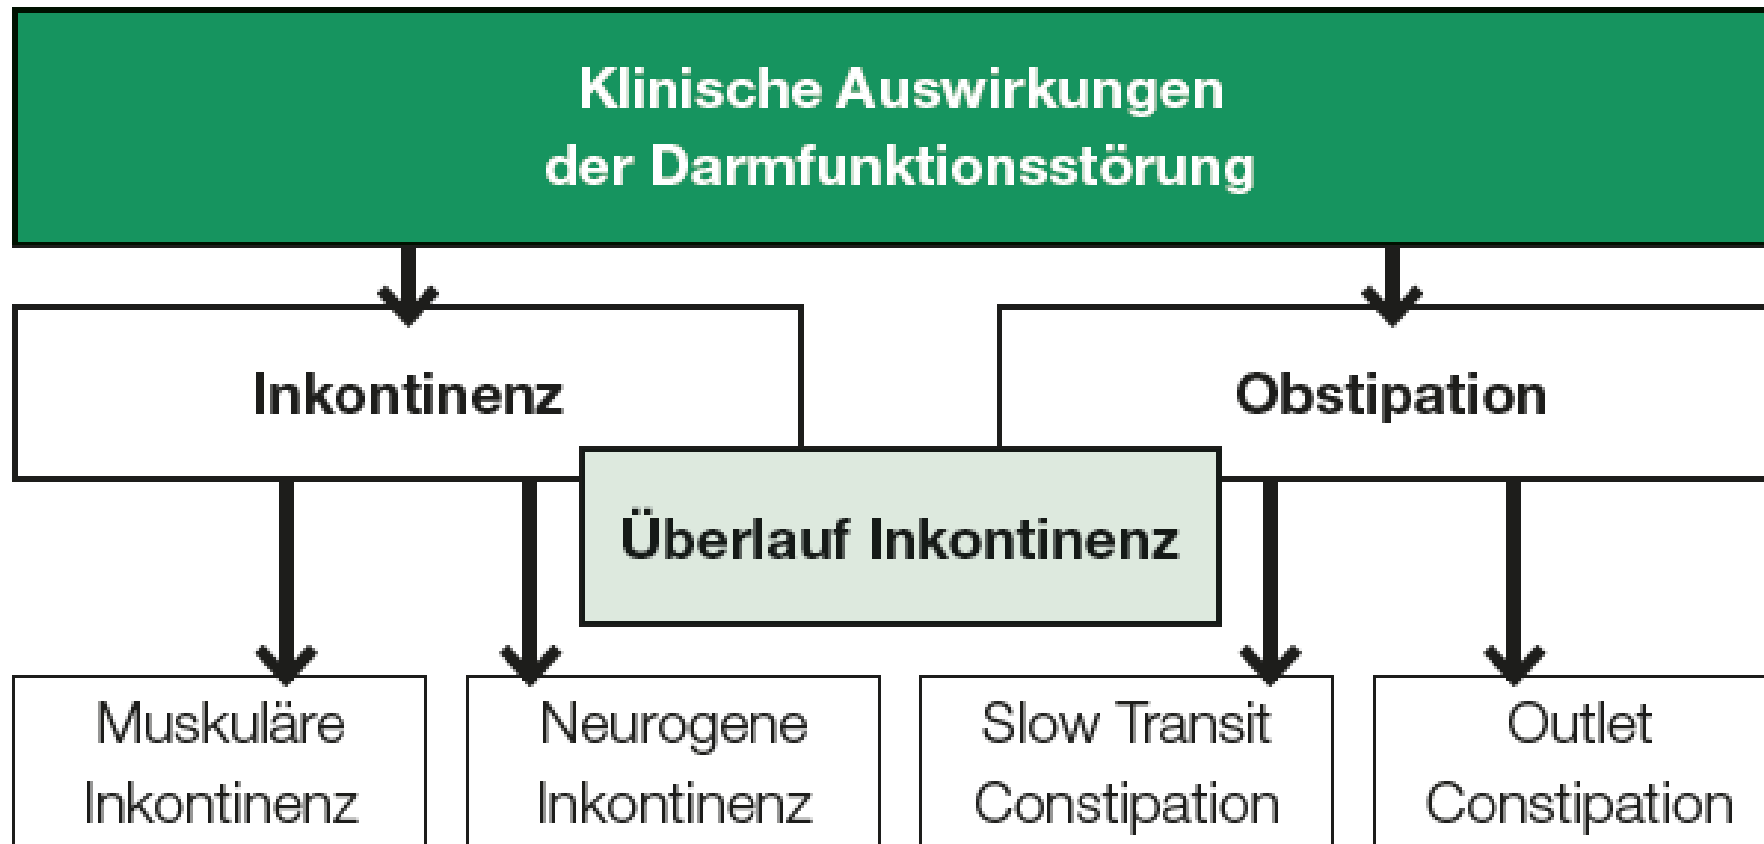 Klinische Auswirkungen
der Darmfunktionsstörung
Inkontinenz
Obstipation
Überlauf Inkontinenz
Muskuläre
Inkontinenz
Neurogene
Inkontinenz
Slow Transit
Constipation
Outlet
Constipation